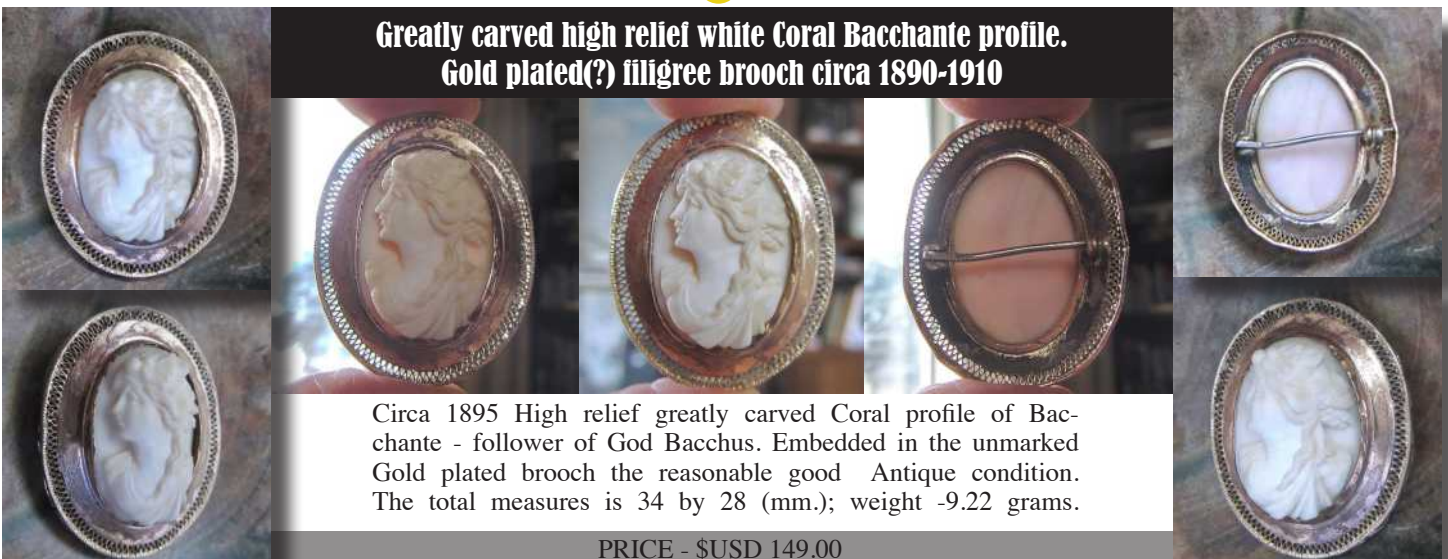 Greatly carved high relief white Coral Bacchante profile.
Gold plated(?) filigree brooch circa 1890-1910
Circa 1895 High relief greatly carved Coral profile of Bac-
chante - follower of God Bacchus. Embedded in the unmarked
Gold plated brooch the reasonable good Antique condition.
The total measures is 34 by 28 (mm.); weight -9.22 grams.
PRICE - $USD 149.00